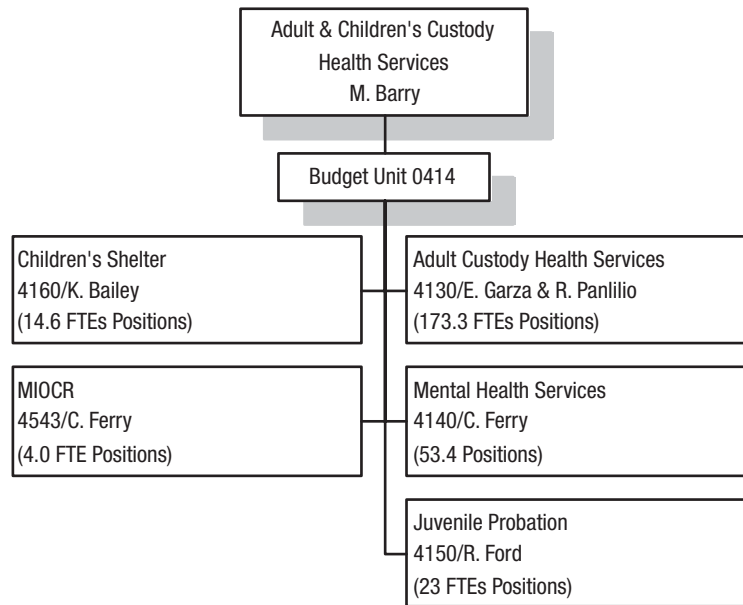 Adult & Children's Custody
Health Services
M. Barry
Budget Unit 0414
Children's Shelter
4160/K. Bailey
(14.6 FTEs Positions)
Adult Custody Health Services
4130/E. Garza & R. Panlilio
(173.3 FTEs Positions)
MIOCR
4543/C. Ferry
(4.0 FTE Positions)
Mental Health Services
4140/C. Ferry
(53.4 Positions)
Juvenile Probation
4150/R. Ford
(23 FTEs Positions)